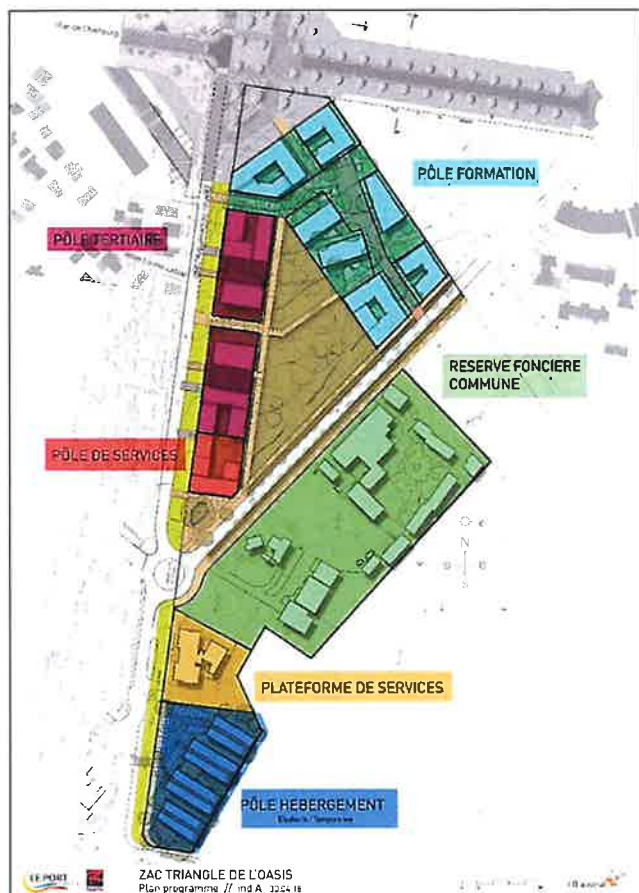 PÔLE FORMATION
PÔLE TERTIAIRE
RESERVE FONCIERE
COMMUNE
PÔLE DE SERVICES
N
PLATEFORME DE SERVICES
PÔLE HEBERGEMENT
LE PORT
ZAC TRIANGLE DE L'OASIS
Plan programme // ind A